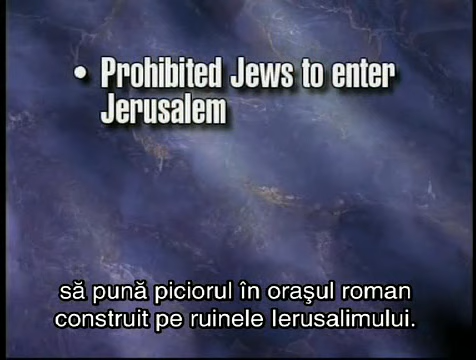 • Prohibited Jews to enter
Jerusalem
să pună piciorul în oraşul roman
construit pe ruinele Ierusalimului.